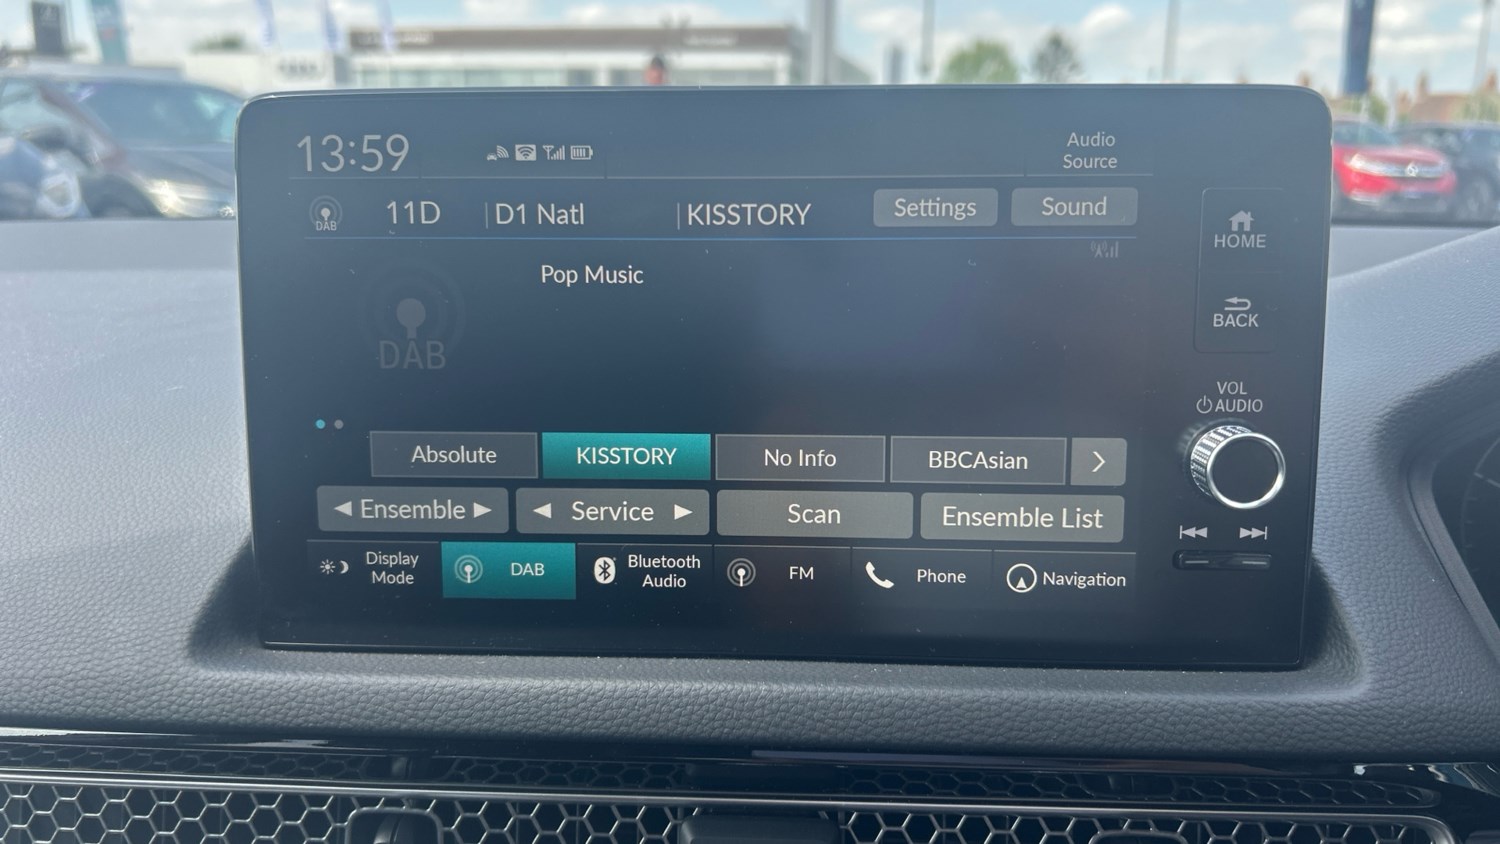 13:59
Audio
Source
DAB 11D D1 Natl KISSTORY Settings Sound
HOME
Pop Music
BACK
DAB
VOL
AUDIO
Absolute KISSTORY No Info BBCAsian
Ensemble Service Scan Ensemble List
Display
Mode
DAB
Bluetooth
Audio
FM
Phone
Navigation